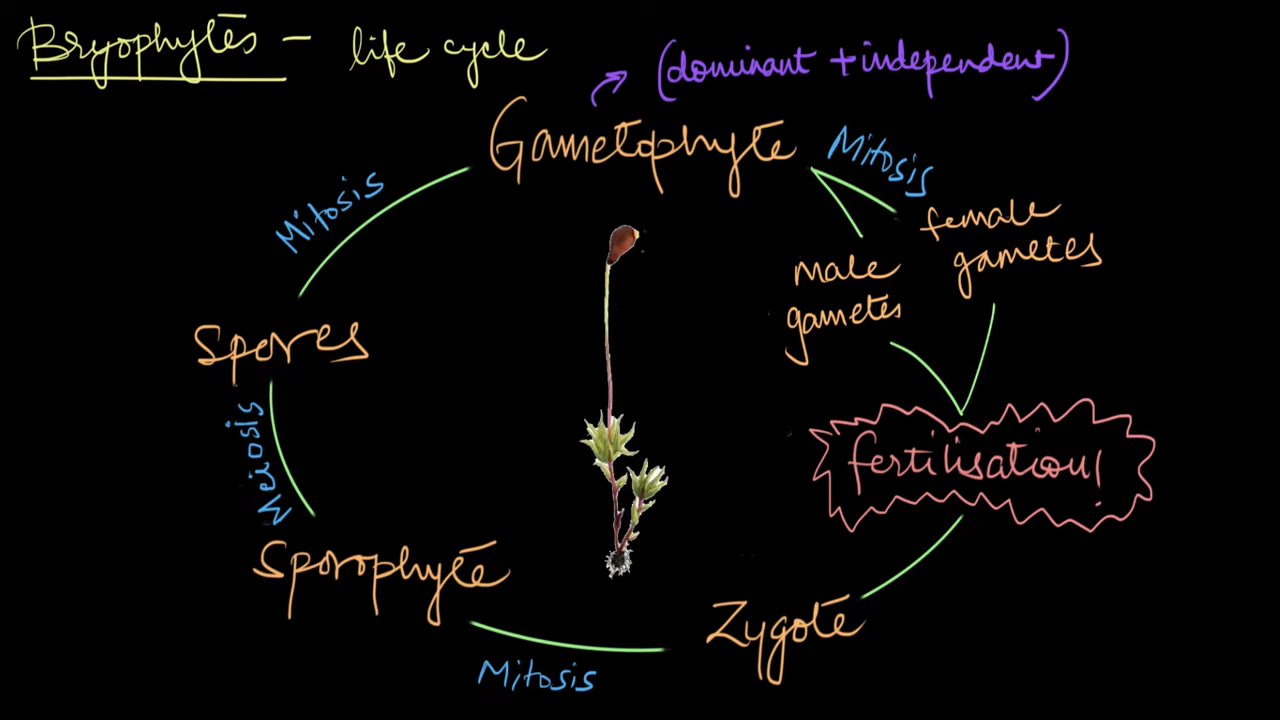 Bryophytes - life cycle
(dominant + independent)
Gametophyte
Mitosis
Mitosis
female
gametes
male
gametes
Spores
Meiosis
fertilisation!
Sporophyte
Zygote
Mitosis